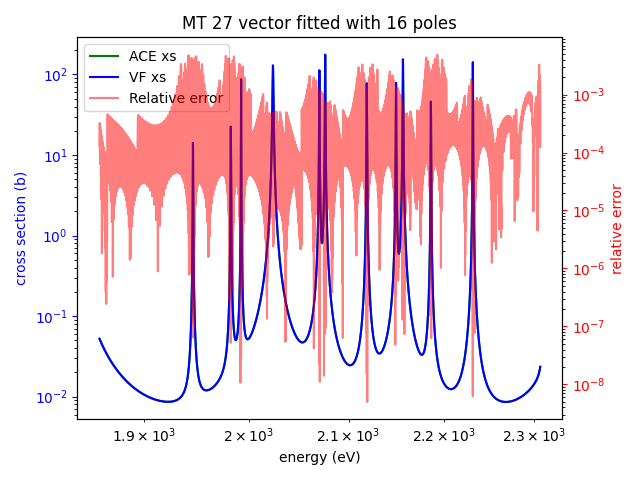 MT 27 vector fitted with 16 poles
ACE xs
VF xs
Relative error
cross section (b)
10²
10¹
10⁰
10⁻¹
10⁻²
relative error
10⁻³
10⁻⁴
10⁻⁵
10⁻⁶
10⁻⁷
10⁻⁸
1.9 × 10³
2 × 10³
2.1 × 10³
2.2 × 10³
2.3 × 10³
energy (eV)